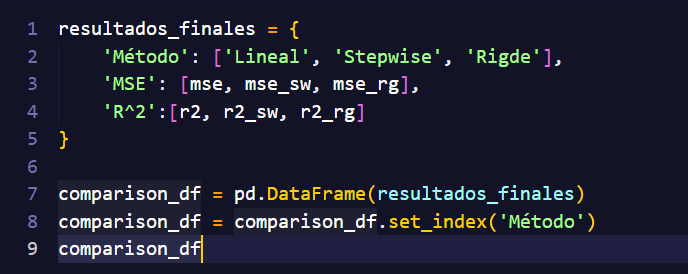 1 resultados_finales = {
2 'Método': ['Lineal', 'Stepwise', 'Rigde'],
3 'MSE': [mse, mse_sw, mse_rg],
4 'R^2':[r2, r2_sw, r2_rg]
5 }
6
7 comparison_df = pd.DataFrame(resultados_finales)
8 comparison_df = comparison_df.set_index('Método')
9 comparison_df